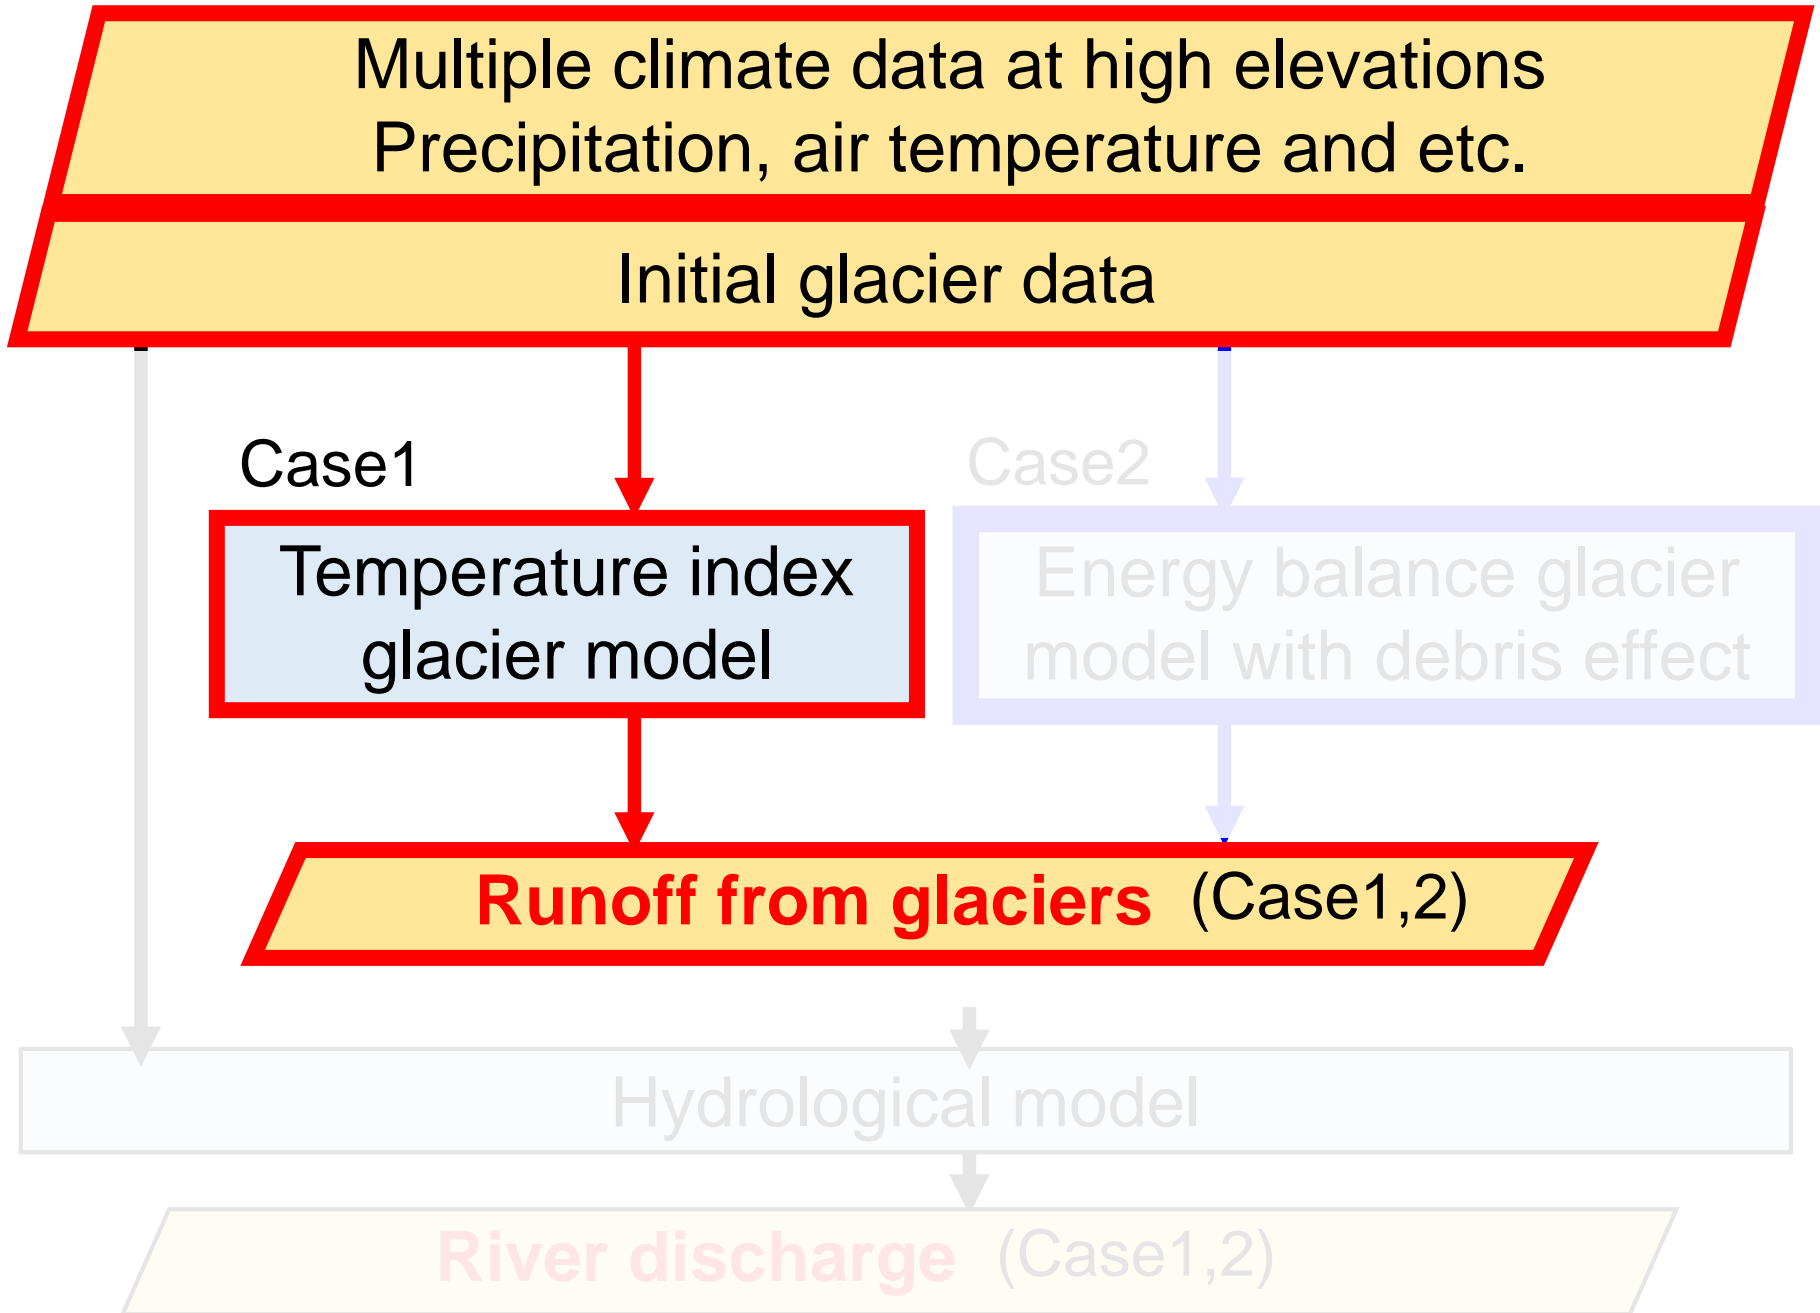 Multiple climate data at high elevations
Precipitation, air temperature and etc.
Initial glacier data
Case1
Case2
Temperature index
glacier model
Energy balance glacier
model with debris effect
Runoff from glaciers (Case1,2)
Hydrological model
River discharge (Case1,2)